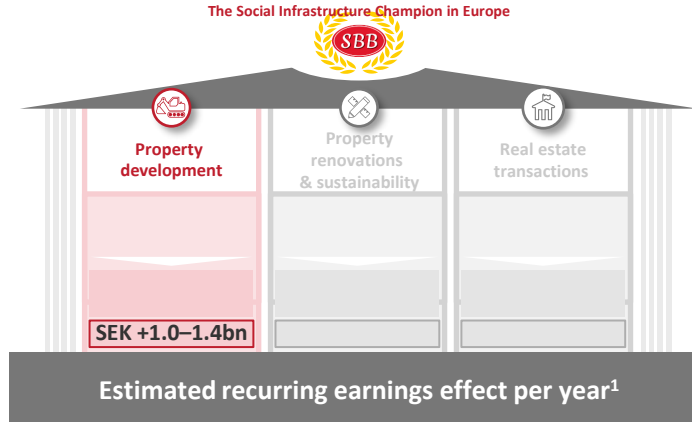 The Social Infrastructure Champion in Europe
SBB
Property
development
Property
renovations
& sustainability
Real estate
transactions
SEK +1.0–1.4bn
Estimated recurring earnings effect per year¹